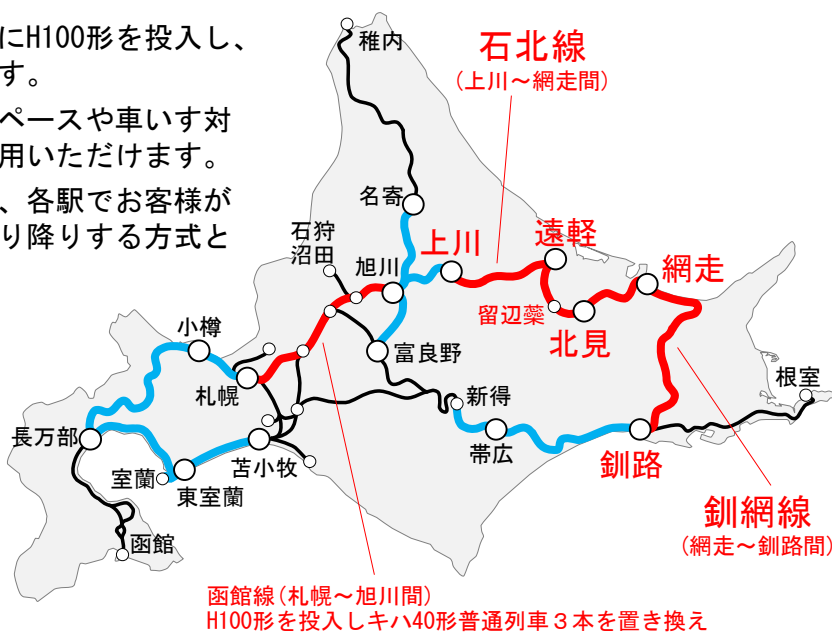 にH100形を投入し、
す。
ペースや車いす対
用いただけます。
、各駅でお客様が
り降りする方式と
稚内
石北線
(上川～網走間)
名寄
石狩
沼田
旭川
上川
遠軽
網走
留辺蘂
北見
小樽
札幌
富良野
新得
根室
長万部
帯広
釧路
室蘭
東室蘭
苫小牧
函館
釧網線
(網走～釧路間)
函館線(札幌～旭川間)
H100形を投入しキハ40形普通列車３本を置き換え